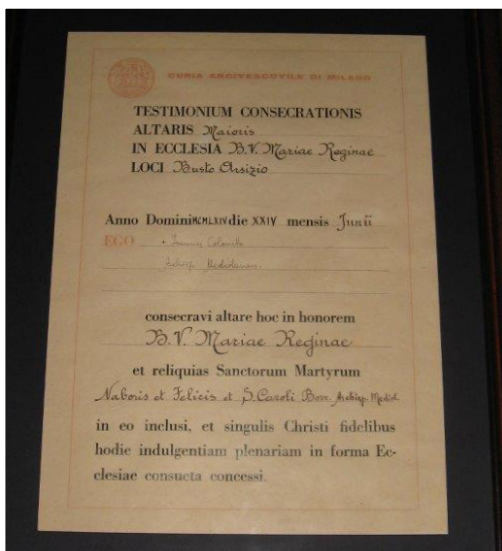 CURIA ARCIVESCOVILE DI MILANO
TESTIMONIUM CONSECRATIONIS
ALTARIS Maioris
IN ECCLESIA B.V. Mariae Reginae
LOCI Busto Arsizio
Anno Domini MCMLXIV die XXIV mensis Junii
EGO + Joannes Colombo
consecravi altare hoc in honorem
B.V. Mariae Reginae
et reliquias Sanctorum Martyrum
Naboris et Felicis et S. Caroli Borr. Archiep. Mediol.
in eo inclusi, et singulis Christi fidelibus
hodie indulgentiam plenariam in forma Ec-
clesiae consueta concessi.